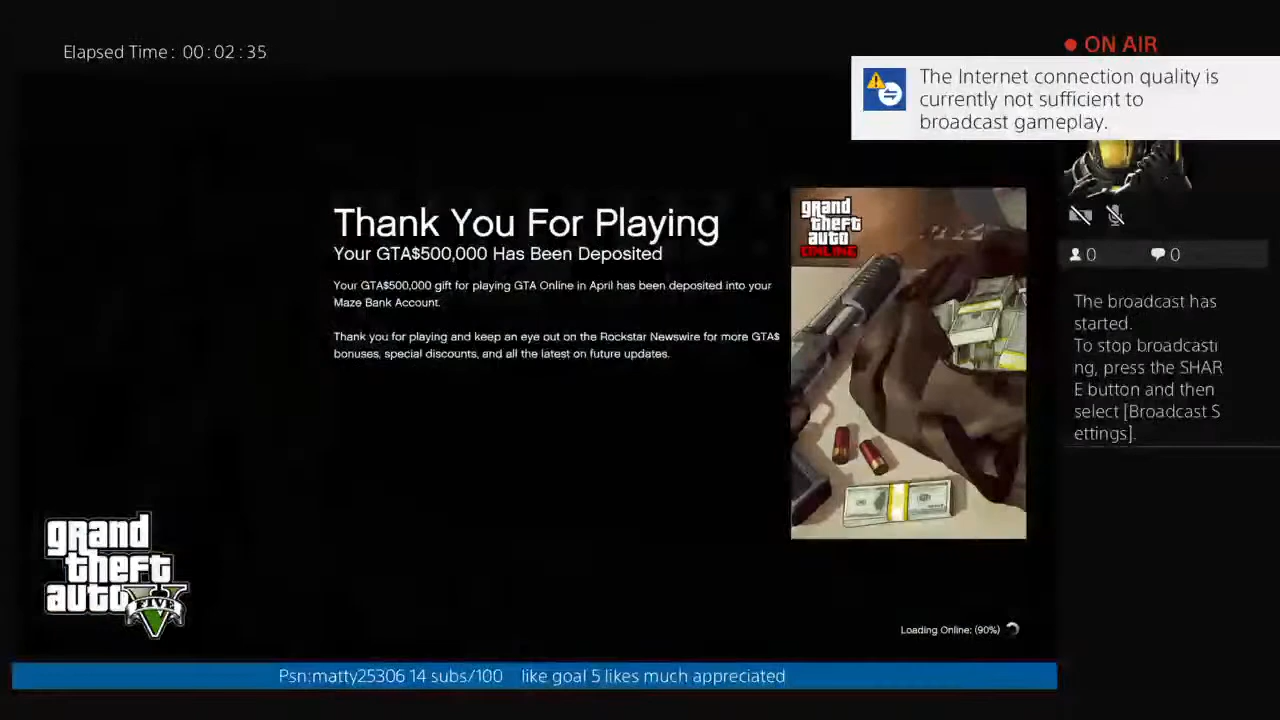 Elapsed Time: 00:02:35
ON AIR
The Internet connection quality is
currently not sufficient to
broadcast gameplay.
Thank You For Playing
Your GTA$500,000 Has Been Deposited
Your GTA$500,000 gift for playing GTA Online in April has been deposited into your
Maze Bank Account.
Thank you for playing and keep an eye out on the Rockstar Newswire for more GTA$
bonuses, special discounts, and all the latest on future updates.
grand
theft
auto
ONLINE
0 0
The broadcast has
started.
To stop broadcasti
ng, press the SHAR
E button and then
select [Broadcast S
ettings].
grand
theft
auto
FIVE
Loading Online: (90%)
Psn:matty25306 14 subs/100 like goal 5 likes much appreciated